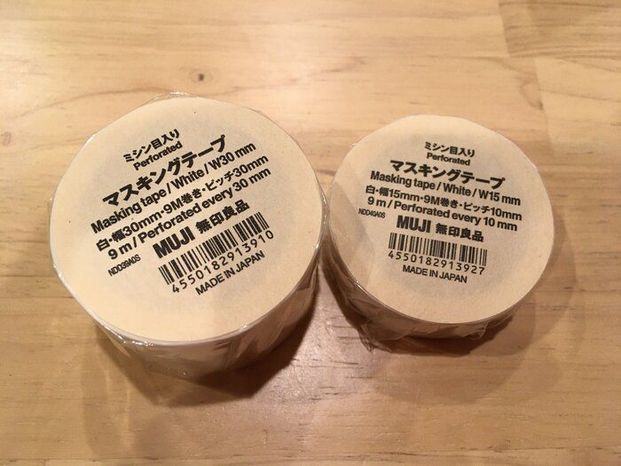 ミシン目入り
Perforated
マスキングテープ
Masking tape / White / W30 mm
白・幅30mm・9M巻き・ピッチ30mm
9 m / Perforated every 30 mm
MUJI 無印良品
NDD39A0S
4550182913910
MADE IN JAPAN
ミシン目入り
Perforated
マスキングテープ
Masking tape / White / W15 mm
白・幅15mm・9M巻き・ピッチ10mm
9 m / Perforated every 10 mm
NDD40A0S
MUJI 無印良品
4550182913927
MADE IN JAPAN